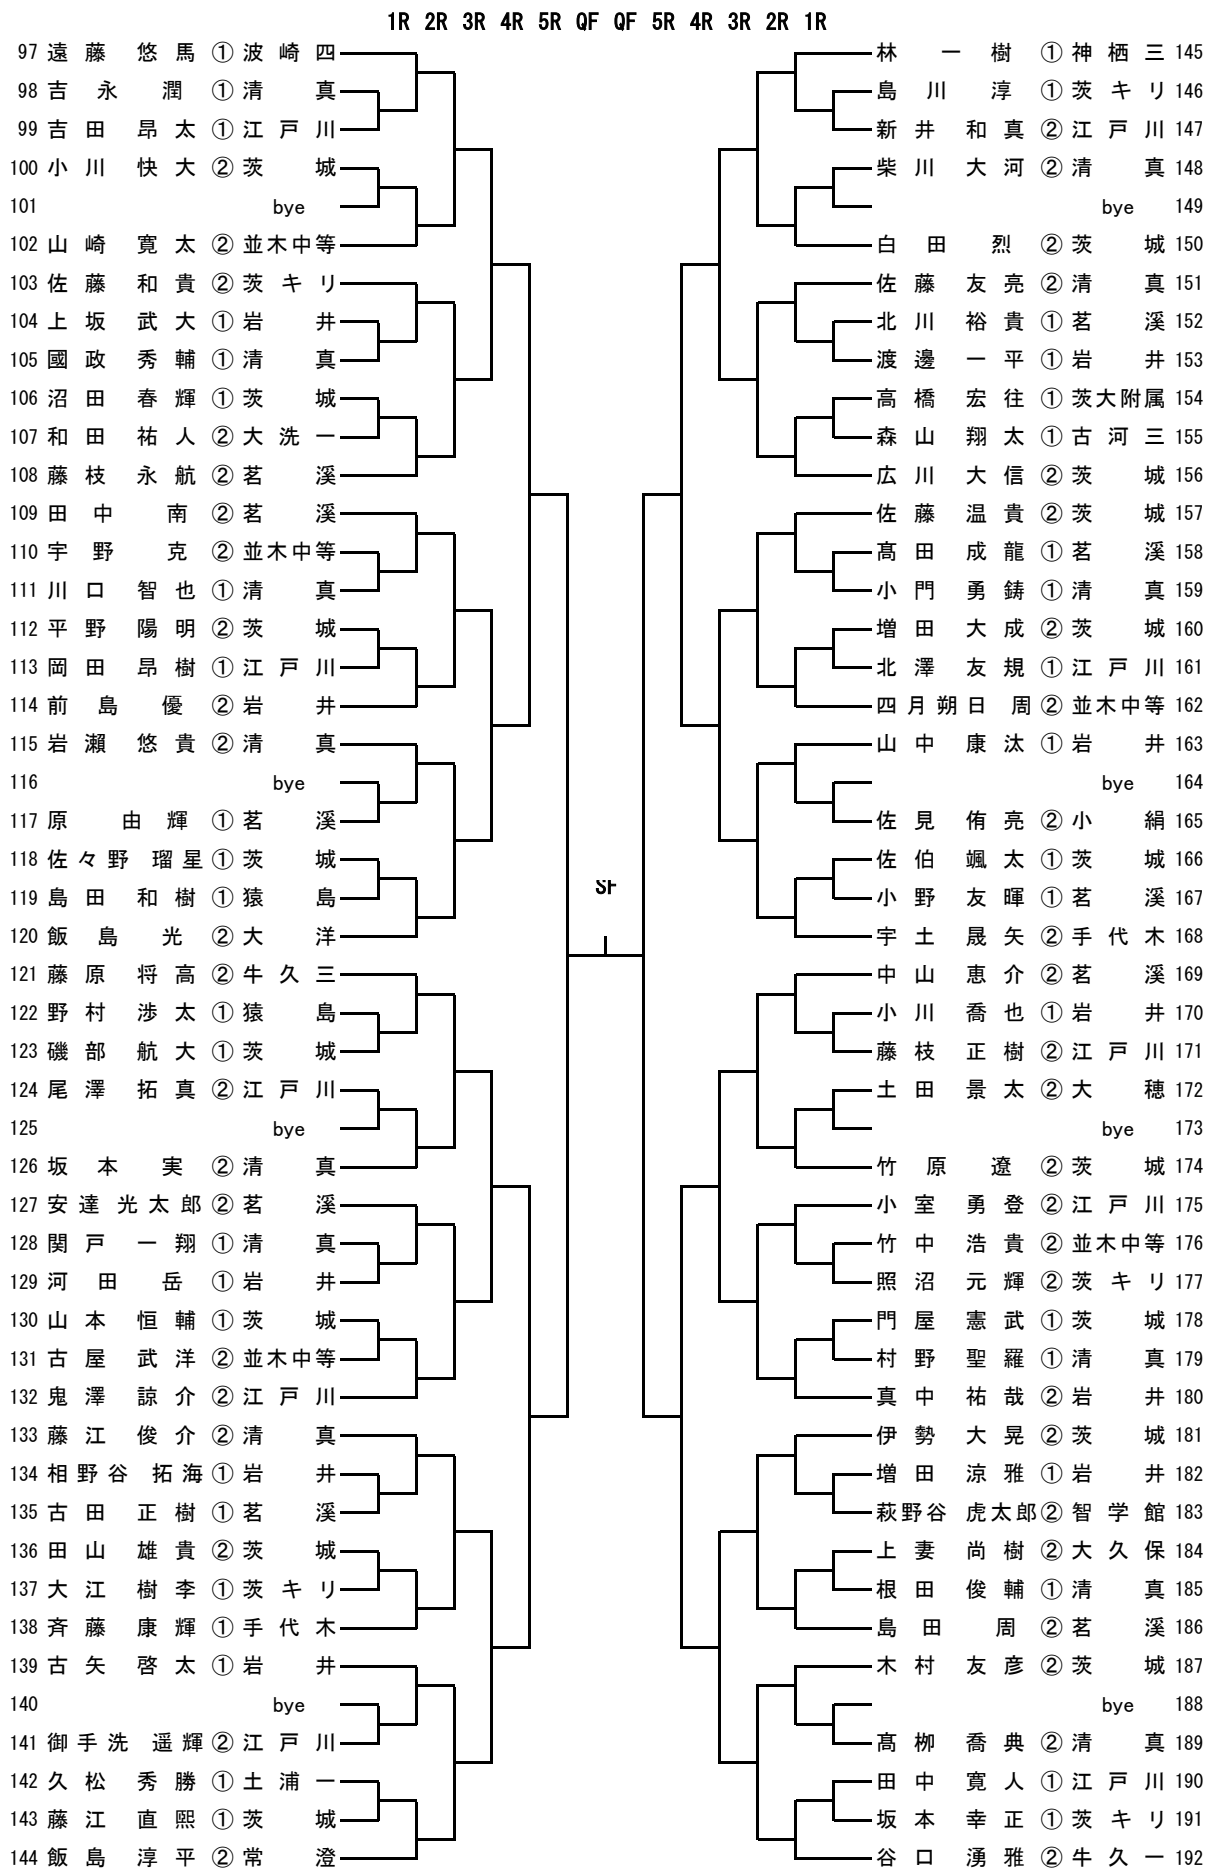 1R 2R 3R 4R 5R QF QF 5R 4R 3R 2R 1R
97 遠藤 悠馬 ① 波崎四
98 吉永 潤 ① 清真
99 吉田 昂太 ① 江戸川
100 小川 快大 ② 茨城
101 bye
102 山崎 寛太 ② 並木中等
103 佐藤 和貴 ② 茨キリ
104 上坂 武大 ① 岩井
105 國政 秀輔 ① 清真
106 沼田 春輝 ① 茨城
107 和田 祐人 ② 大洗一
108 藤枝 永航 ② 茗溪
109 田中 南 ② 茗溪
110 宇野 克 ② 並木中等
111 川口 智也 ① 清真
112 平野 陽明 ② 茨城
113 岡田 昂樹 ① 江戸川
114 前島 優 ② 岩井
115 岩瀬 悠貴 ② 清真
116 bye
117 原 由輝 ① 茗溪
118 佐々野 瑠星 ① 茨城
119 島田 和樹 ① 猿島
120 飯島 光 ② 大洋
121 藤原 将高 ② 牛久三
122 野村 渉太 ① 猿島
123 磯部 航大 ① 茨城
124 尾澤 拓真 ② 江戸川
125 bye
126 坂本 実 ② 清真
127 安達 光太郎 ② 茗溪
128 関戸 一翔 ① 清真
129 河田 岳 ① 岩井
130 山本 恒輔 ① 茨城
131 古屋 武洋 ② 並木中等
132 鬼澤 諒介 ② 江戸川
133 藤江 俊介 ② 清真
134 相野谷 拓海 ① 岩井
135 古田 正樹 ① 茗溪
136 田山 雄貴 ② 茨城
137 大江 樹李 ① 茨キリ
138 斉藤 康輝 ① 手代木
139 古矢 啓太 ① 岩井
140 bye
141 御手洗 遥輝 ② 江戸川
142 久松 秀勝 ① 土浦一
143 藤江 直熙 ① 茨城
144 飯島 淳平 ② 常澄
SF
林 一樹 ① 神栖三 145
島川 淳 ① 茨キリ 146
新井 和真 ② 江戸川 147
柴川 大河 ② 清真 148
bye 149
白田 烈 ② 茨城 150
佐藤 友亮 ② 清真 151
北川 裕貴 ① 茗溪 152
渡邊 一平 ① 岩井 153
高橋 宏往 ① 茨大附属 154
森山 翔太 ① 古河三 155
広川 大信 ② 茨城 156
佐藤 温貴 ② 茨城 157
髙田 成龍 ① 茗溪 158
小門 勇鋳 ① 清真 159
増田 大成 ② 茨城 160
北澤 友規 ① 江戸川 161
四月朔日 周 ② 並木中等 162
山中 康汰 ① 岩井 163
bye 164
佐見 侑亮 ② 小絹 165
佐伯 颯太 ① 茨城 166
小野 友暉 ① 茗溪 167
宇土 晟矢 ② 手代木 168
中山 恵介 ② 茗溪 169
小川 喬也 ① 岩井 170
藤枝 正樹 ② 江戸川 171
土田 景太 ② 大穂 172
bye 173
竹原 遼 ② 茨城 174
小室 勇登 ② 江戸川 175
竹中 浩貴 ② 並木中等 176
照沼 元輝 ② 茨キリ 177
門屋 憲武 ① 茨城 178
村野 聖羅 ① 清真 179
真中 祐哉 ② 岩井 180
伊勢 大晃 ② 茨城 181
増田 涼雅 ① 岩井 182
萩野谷 虎太郎 ② 智学館 183
上妻 尚樹 ② 大久保 184
根田 俊輔 ① 清真 185
島田 周 ② 茗溪 186
木村 友彦 ② 茨城 187
bye 188
髙栁 喬典 ② 清真 189
田中 寛人 ① 江戸川 190
坂本 幸正 ① 茨キリ 191
谷口 湧雅 ② 牛久一 192